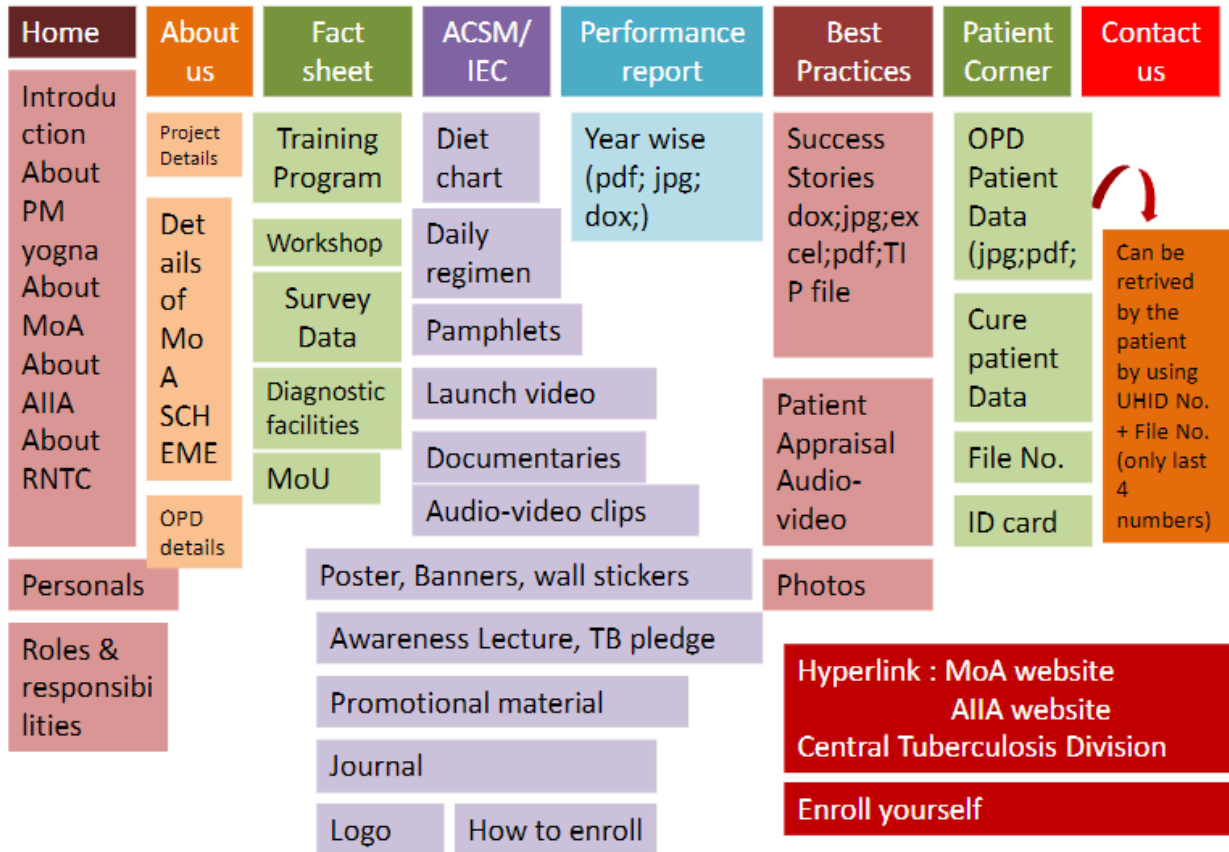 Home
Introdu
ction
About
PM
yogna
About
MoA
About
AIIA
About
RNTC
Personals
Roles &
responsibi
lities
About
us
Project
Details
Det
ails
of
Mo
A
SCH
EME
OPD
details
Fact
sheet
Training
Program
Workshop
Survey
Data
Diagnostic
facilities
MoU
ACSM/
IEC
Diet
chart
Daily
regimen
Pamphlets
Launch video
Documentaries
Audio-video clips
Poster, Banners, wall stickers
Awareness Lecture, TB pledge
Promotional material
Journal
Logo
How to enroll
Performance
report
Year wise
(pdf; jpg;
dox;)
Best
Practices
Success
Stories
dox;jpg;ex
cel;pdf;TI
P file
Patient
Appraisal
Audio-
video
Photos
Patient
Corner
OPD
Patient
Data
(jpg;pdf;
Cure
patient
Data
File No.
ID card
Contact
us
Can be
retrived
by the
patient
by using
UHID No.
+ File No.
(only last
4
numbers)
Hyperlink : MoA website
AIIA website
Central Tuberculosis Division
Enroll yourself